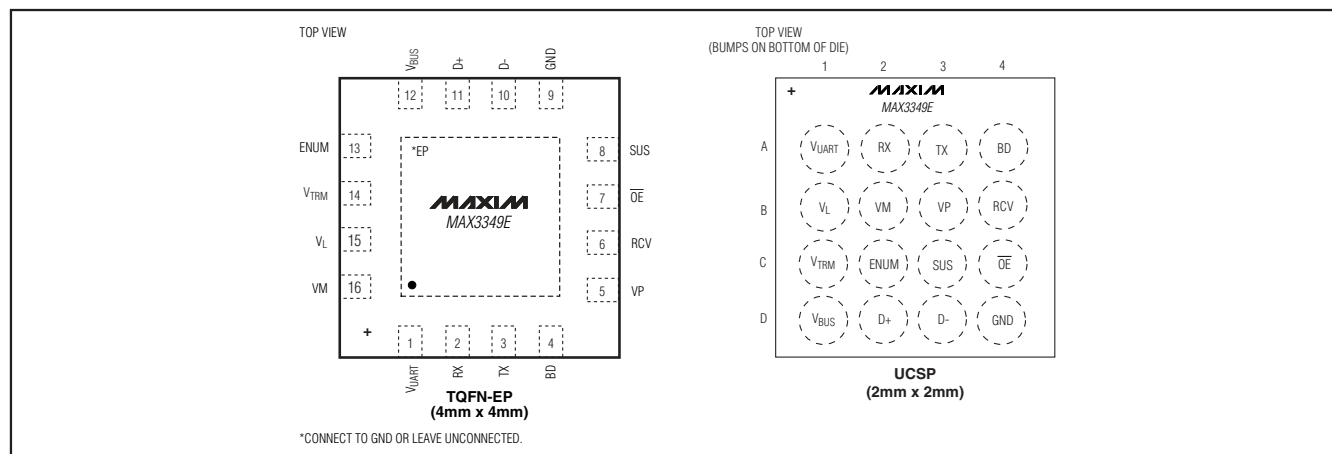 TOP VIEW
VBUS D+ D- GND
12 11 10 9
ENUM 13
VTRM 14
VL 15
VM 16
*EP
MAXIM
MAX3349E
8 SUS
7 OE
6 RCV
5 VP
+
1 2 3 4
VUART RX TX BD
TQFN-EP
(4mm x 4mm)
*CONNECT TO GND OR LEAVE UNCONNECTED.
TOP VIEW
(BUMPS ON BOTTOM OF DIE)
1 2 3 4
+ MAXIM
MAX3349E
A VUART RX TX BD
B VL VM VP RCV
C VTRM ENUM SUS OE
D VBUS D+ D- GND
UCSP
(2mm x 2mm)